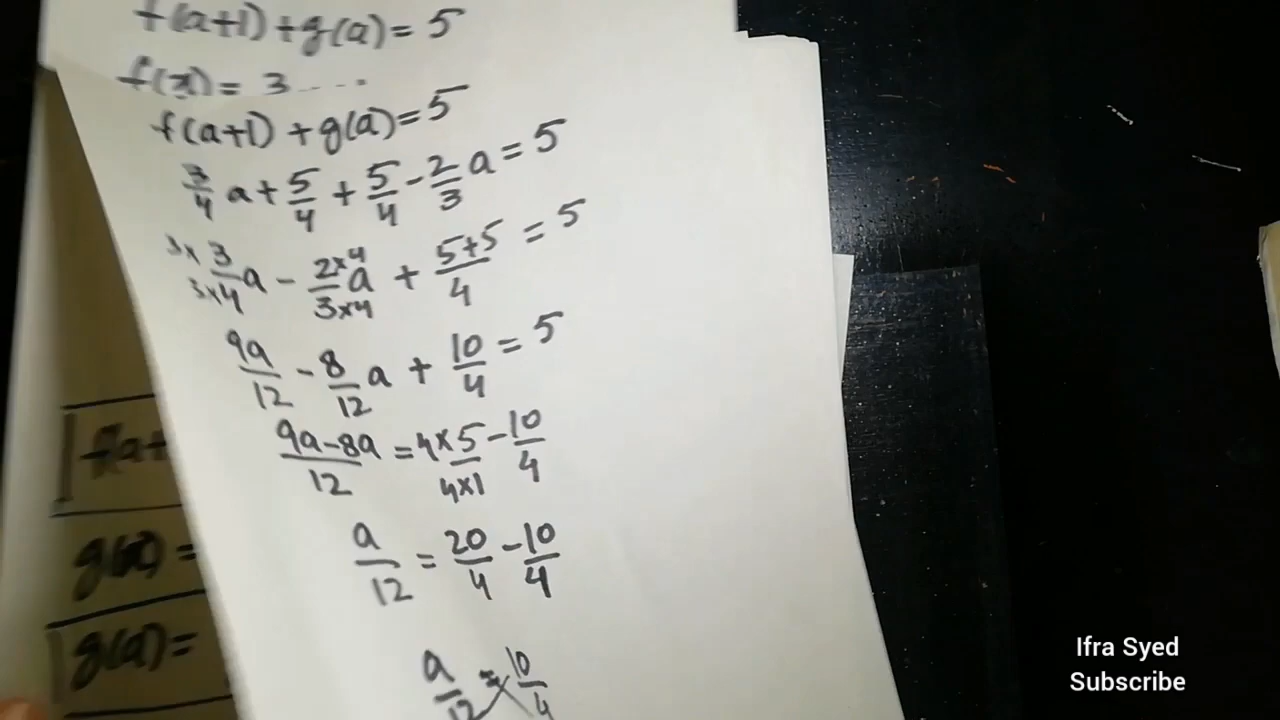 f(a+1)+g(a)=5
f(x)= 3....
f(a+1)+g(a)=5
3/4 a + 5/4 + 5/4 - 2/3 a = 5
3×3/3×4 a - 2×4/3×4 a + 5+5/4 = 5
9a/12 - 8/12 a + 10/4 = 5
9a-8a/12 = 4×5/4×1 - 10/4
a/12 = 20/4 - 10/4
a/12 = 10/4
f(a+
g(x)=
g(a)=
Ifra Syed
Subscribe